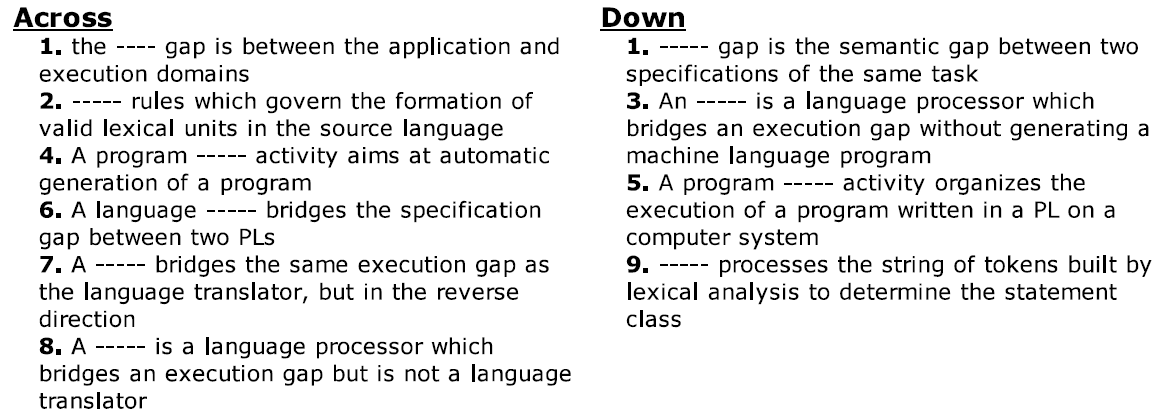 Across
1. the ---- gap is between the application and
execution domains
2. ----- rules which govern the formation of
valid lexical units in the source language
4. A program ----- activity aims at automatic
generation of a program
6. A language ----- bridges the specification
gap between two PLs
7. A ----- bridges the same execution gap as
the language translator, but in the reverse
direction
8. A ----- is a language processor which
bridges an execution gap but is not a language
translator
Down
1. ----- gap is the semantic gap between two
specifications of the same task
3. An ----- is a language processor which
bridges an execution gap without generating a
machine language program
5. A program ----- activity organizes the
execution of a program written in a PL on a
computer system
9. ----- processes the string of tokens built by
lexical analysis to determine the statement
class